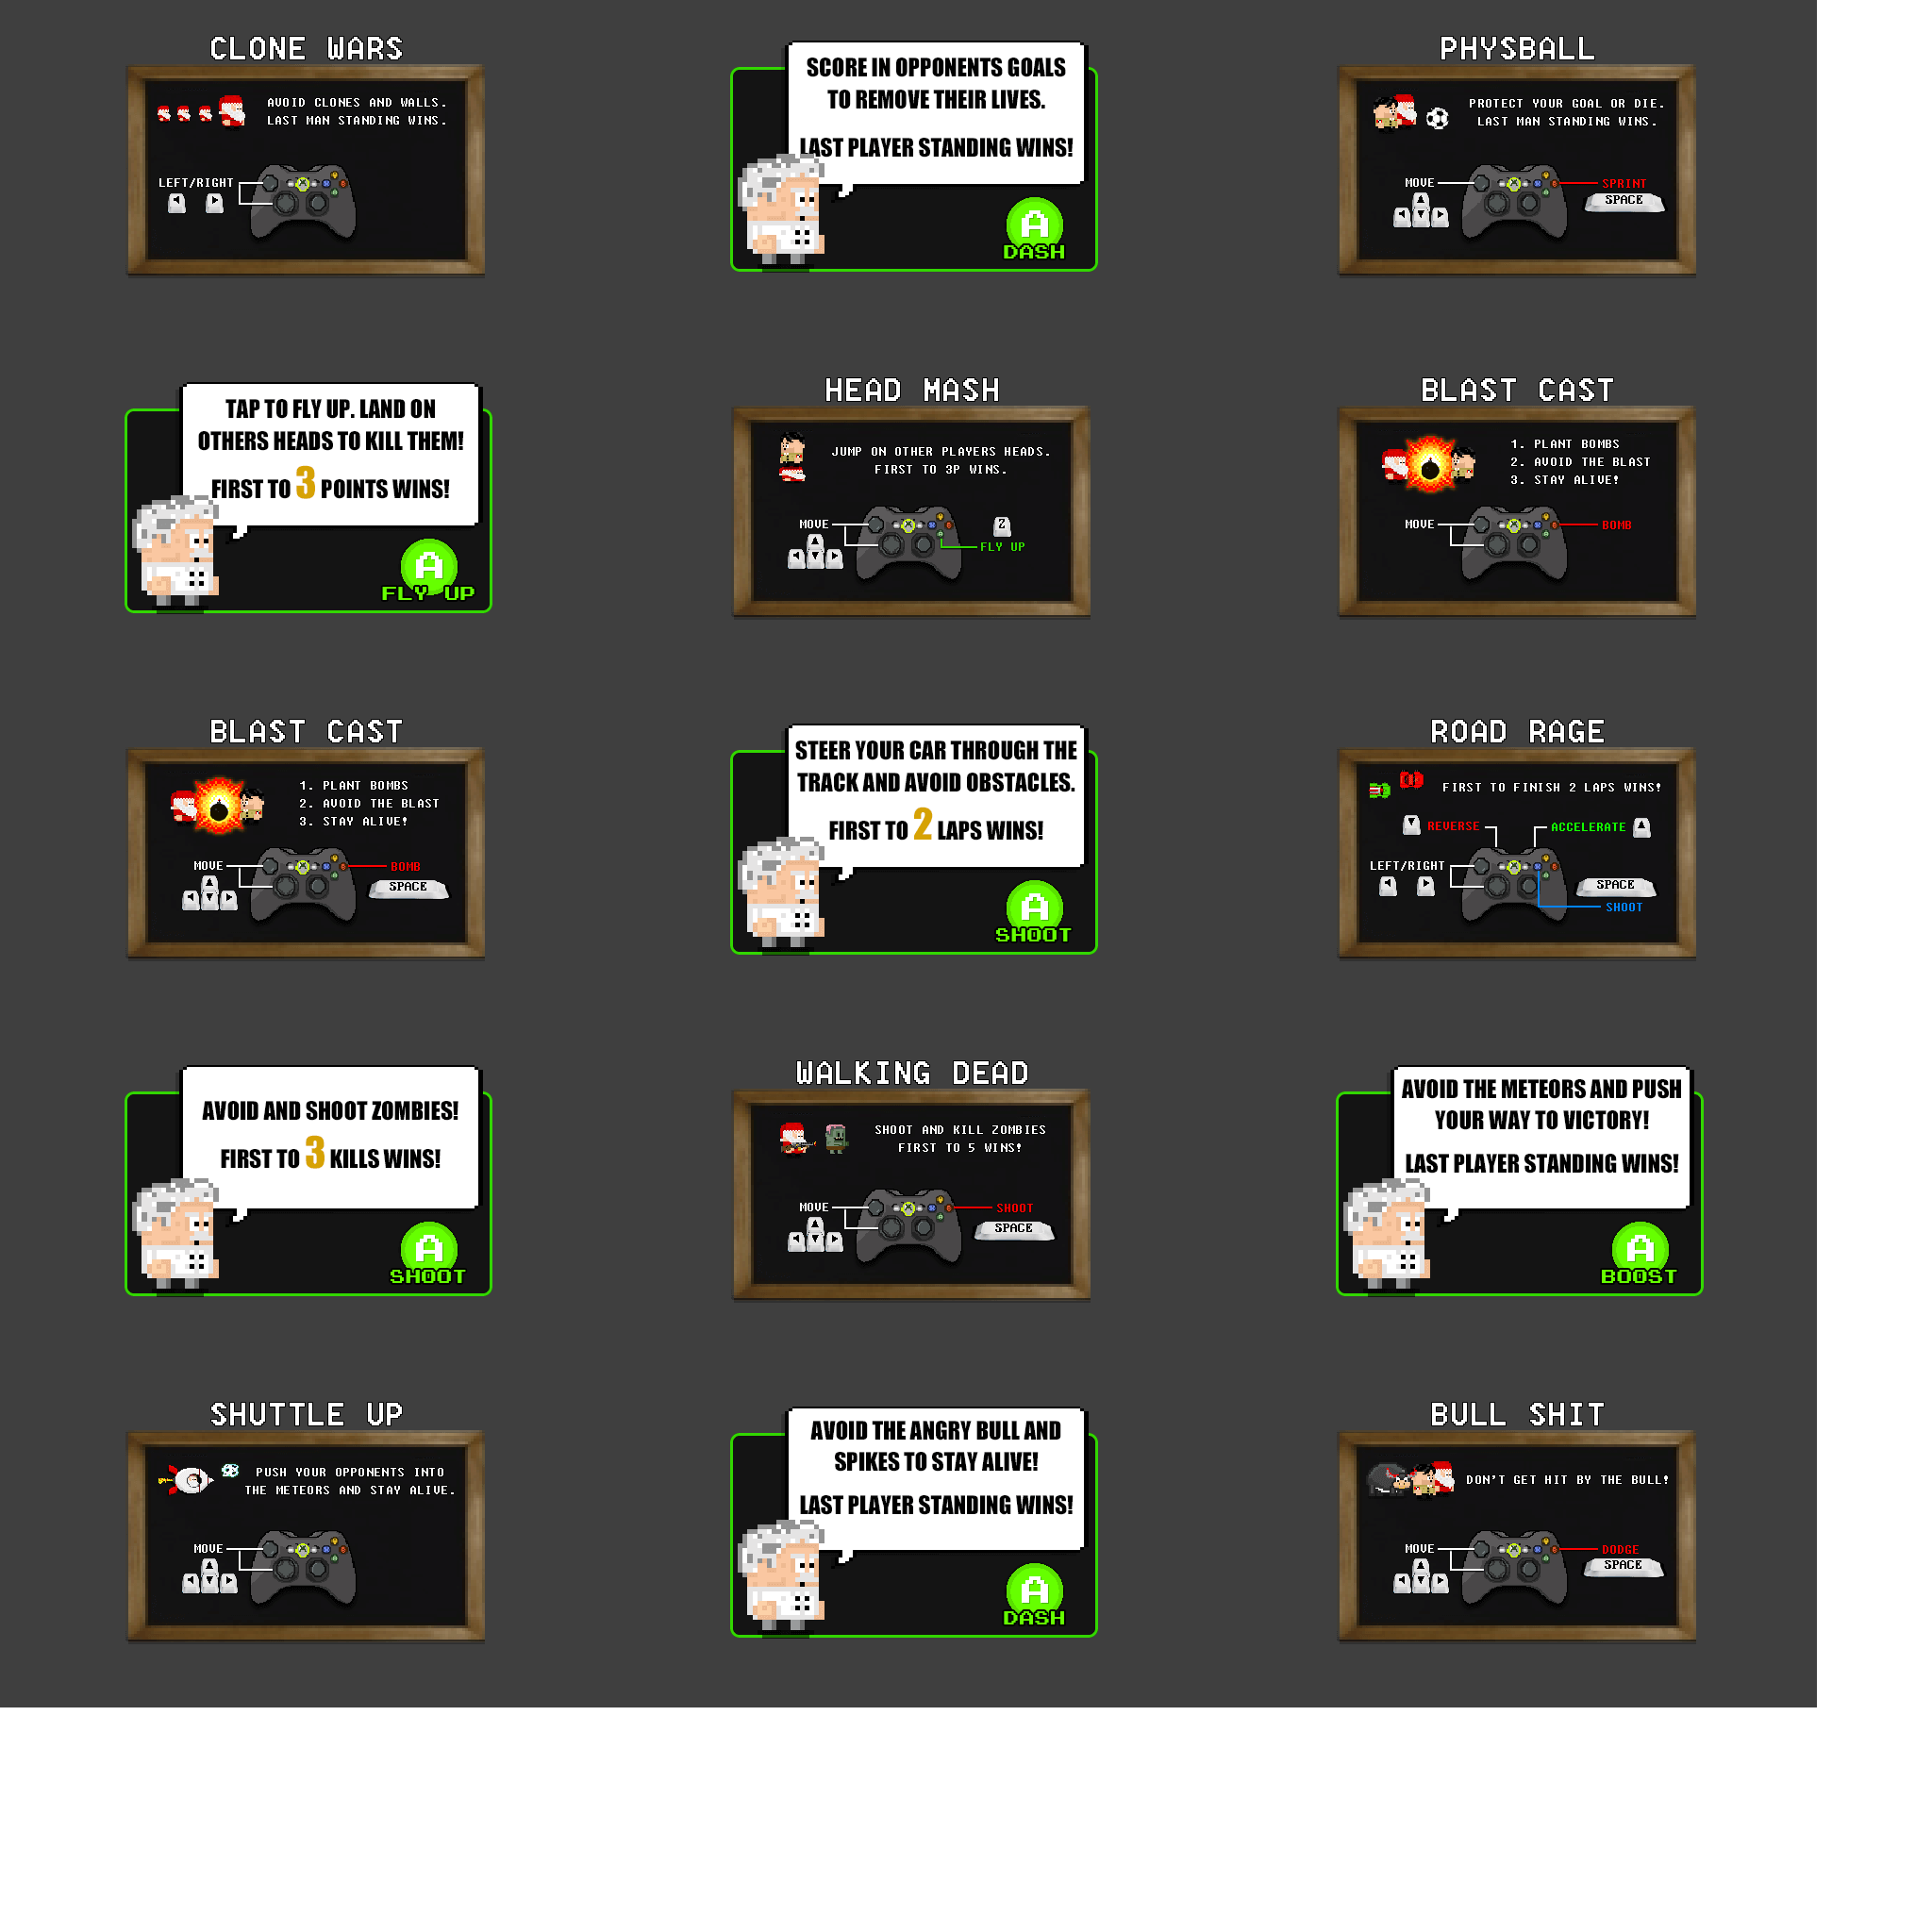 CLONE WARS
AVOID CLONES AND WALLS.
LAST MAN STANDING WINS.
LEFT/RIGHT
SCORE IN OPPONENTS GOALS
TO REMOVE THEIR LIVES.
LAST PLAYER STANDING WINS!
A
DASH
PHYSBALL
PROTECT YOUR GOAL OR DIE.
LAST MAN STANDING WINS.
MOVE
SPRINT
SPACE
TAP TO FLY UP. LAND ON
OTHERS HEADS TO KILL THEM!
FIRST TO 3 POINTS WINS!
A
FLY UP
HEAD MASH
JUMP ON OTHER PLAYERS HEADS.
FIRST TO 3P WINS.
MOVE
Z
FLY UP
BLAST CAST
1. PLANT BOMBS
2. AVOID THE BLAST
3. STAY ALIVE!
MOVE
BOMB
BLAST CAST
1. PLANT BOMBS
2. AVOID THE BLAST
3. STAY ALIVE!
MOVE
BOMB
SPACE
STEER YOUR CAR THROUGH THE
TRACK AND AVOID OBSTACLES.
FIRST TO 2 LAPS WINS!
A
SHOOT
ROAD RAGE
FIRST TO FINISH 2 LAPS WINS!
REVERSE
ACCELERATE
LEFT/RIGHT
SPACE
SHOOT
AVOID AND SHOOT ZOMBIES!
FIRST TO 3 KILLS WINS!
A
SHOOT
WALKING DEAD
SHOOT AND KILL ZOMBIES
FIRST TO 5 WINS!
MOVE
SHOOT
SPACE
AVOID THE METEORS AND PUSH
YOUR WAY TO VICTORY!
LAST PLAYER STANDING WINS!
A
BOOST
SHUTTLE UP
PUSH YOUR OPPONENTS INTO
THE METEORS AND STAY ALIVE.
MOVE
AVOID THE ANGRY BULL AND
SPIKES TO STAY ALIVE!
LAST PLAYER STANDING WINS!
A
DASH
BULL SHIT
DON'T GET HIT BY THE BULL!
MOVE
DODGE
SPACE